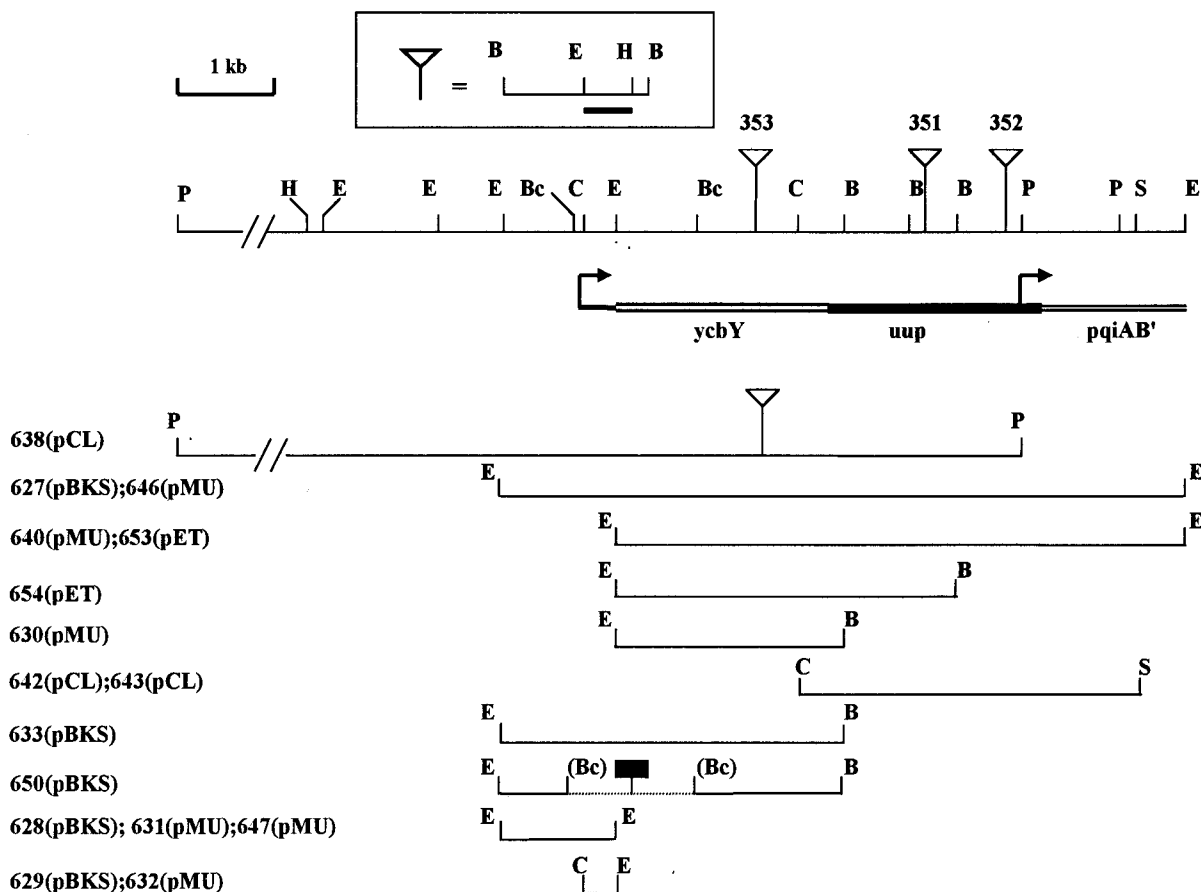 B E H B
1 kb
=
353 351 352
P H E E E Bc C E Bc C B B B P P S E
ycbY uup pqiAB'
P P
638(pCL)
E E
627(pBKS);646(pMU)
E E
640(pMU);653(pET)
E B
654(pET)
E B
630(pMU)
C S
642(pCL);643(pCL)
E B
633(pBKS)
E (Bc) (Bc) B
650(pBKS)
E E
628(pBKS); 631(pMU);647(pMU)
C E
629(pBKS);632(pMU)